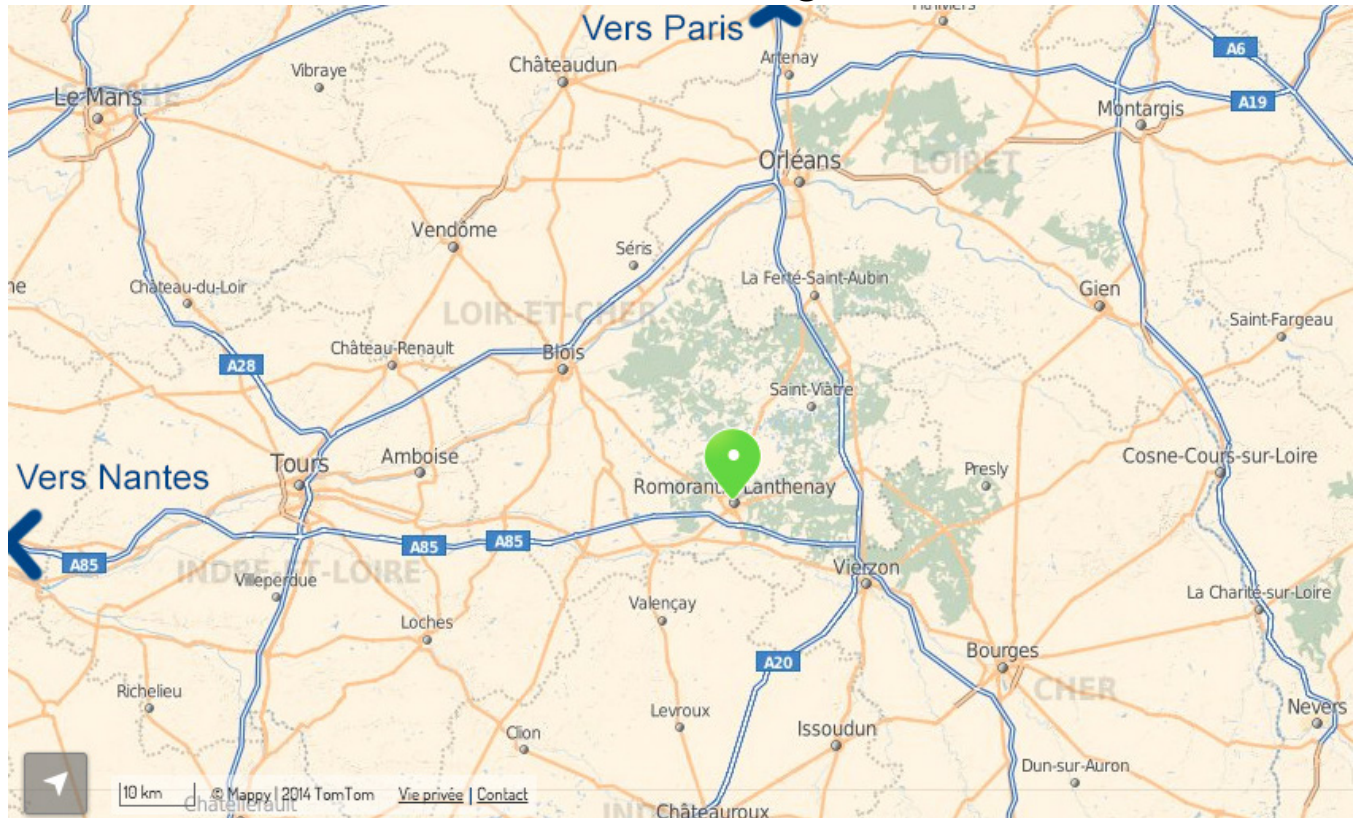 Vers Paris
A6
Vibraye
Châteaudun
Artenay
Le Mans
A19
Montargis
Orléans
LOIRET
Vendôme
Séris
La Ferté-Saint-Aubin
Château-du-Loir
Gien
LOIR-ET-CHER
Saint-Fargeau
Château-Renault
Blois
A28
Saint-Viâtre
Tours
Amboise
Cosne-Cours-sur-Loire
Vers Nantes
Presly
Lanthenay
A85
A85
A85
INDRE-ET-LOIRE
Vierzon
Valençay
La Charité-sur-Loire
Loches
Bourges
A20
CHER
Richelieu
Levroux
Nevers
Issoudun
Clion
Dun-sur-Auron
10 km
© Mappy | 2014 TomTom
Vie privée | Contact
Châtellerault
Châteauroux